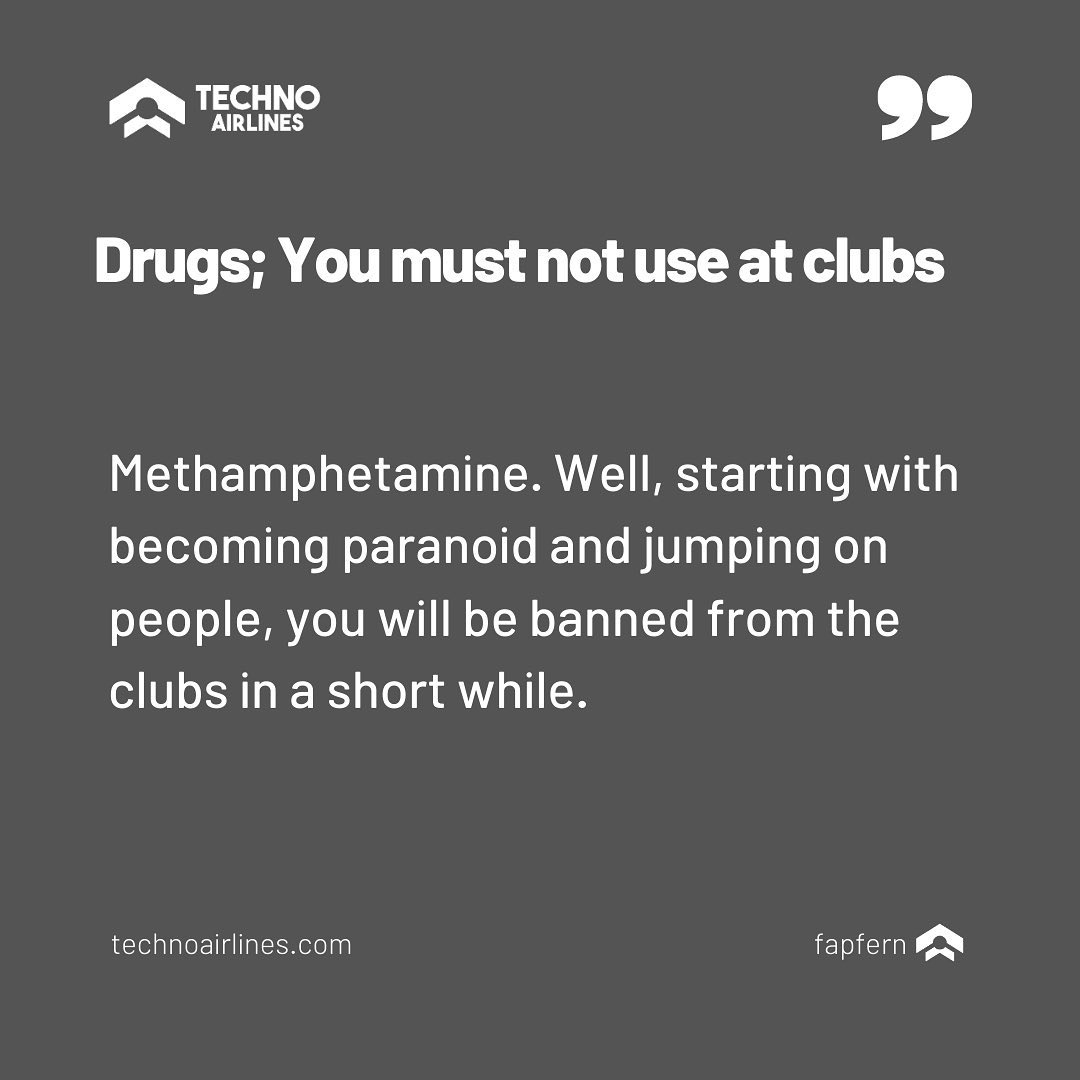 TECHNO
AIRLINES
Drugs; You must not use at clubs
Methamphetamine. Well, starting with
becoming paranoid and jumping on
people, you will be banned from the
clubs in a short while.
technoairlines.com
fapfern